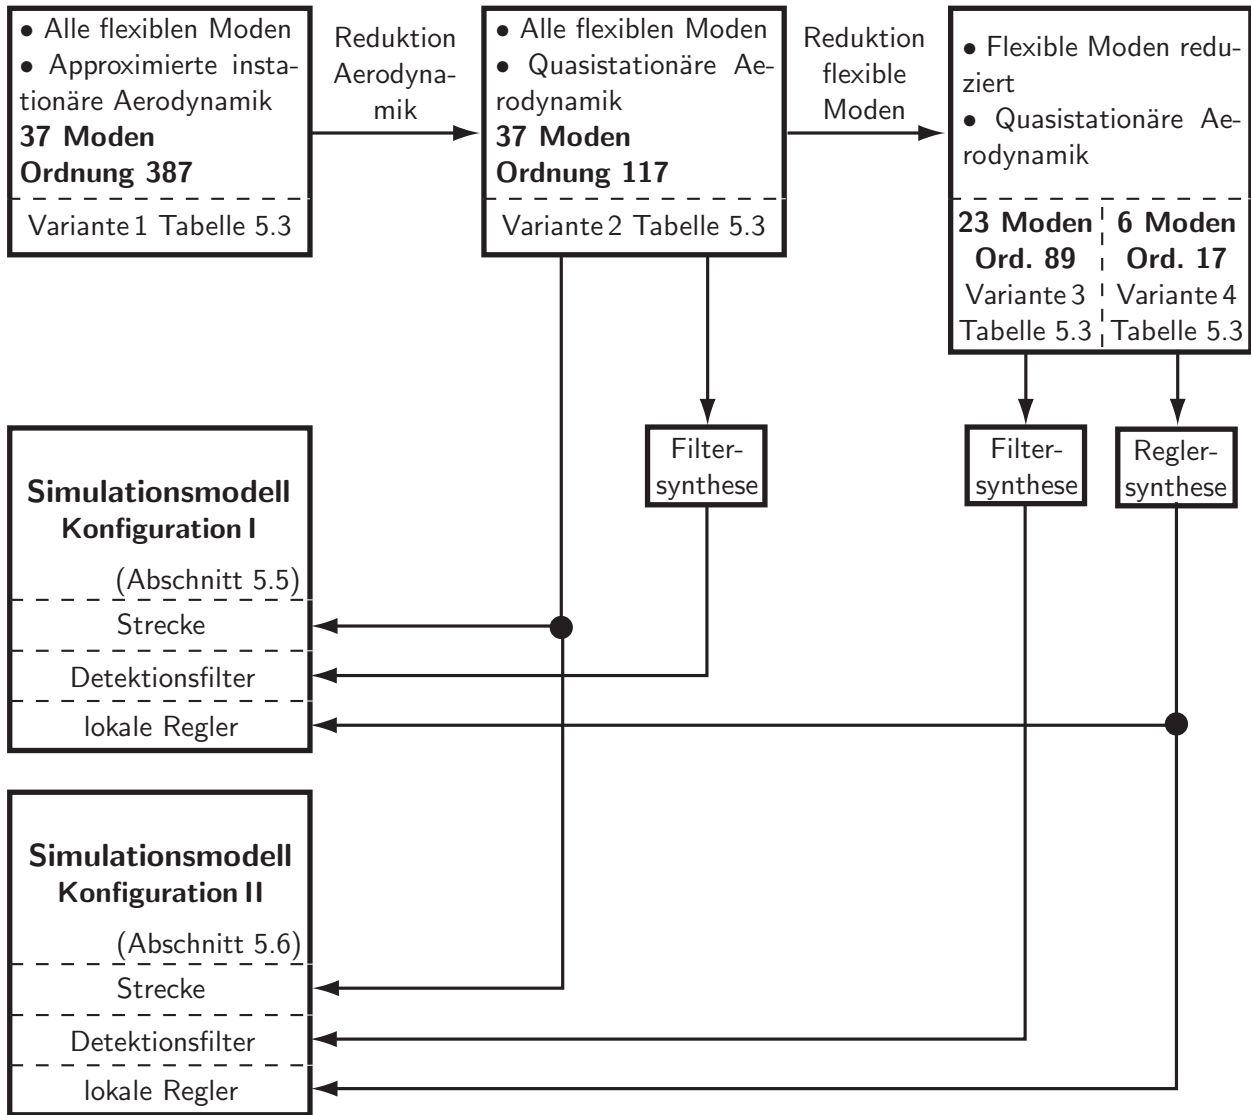 • Alle flexiblen Moden
• Approximierte insta-
tionäre Aerodynamik
37 Moden
Ordnung 387
Variante 1 Tabelle 5.3
Reduktion
Aerodyna-
mik
• Alle flexiblen Moden
• Quasistationäre Ae-
rodynamik
37 Moden
Ordnung 117
Variante 2 Tabelle 5.3
Reduktion
flexible
Moden
• Flexible Moden redu-
ziert
• Quasistationäre Ae-
rodynamik
23 Moden
Ord. 89
Variante 3
Tabelle 5.3
6 Moden
Ord. 17
Variante 4
Tabelle 5.3
Filter-
synthese
Filter-
synthese
Regler-
synthese
Simulationsmodell
Konfiguration I
(Abschnitt 5.5)
Strecke
Detektionsfilter
lokale Regler
Simulationsmodell
Konfiguration II
(Abschnitt 5.6)
Strecke
Detektionsfilter
lokale Regler